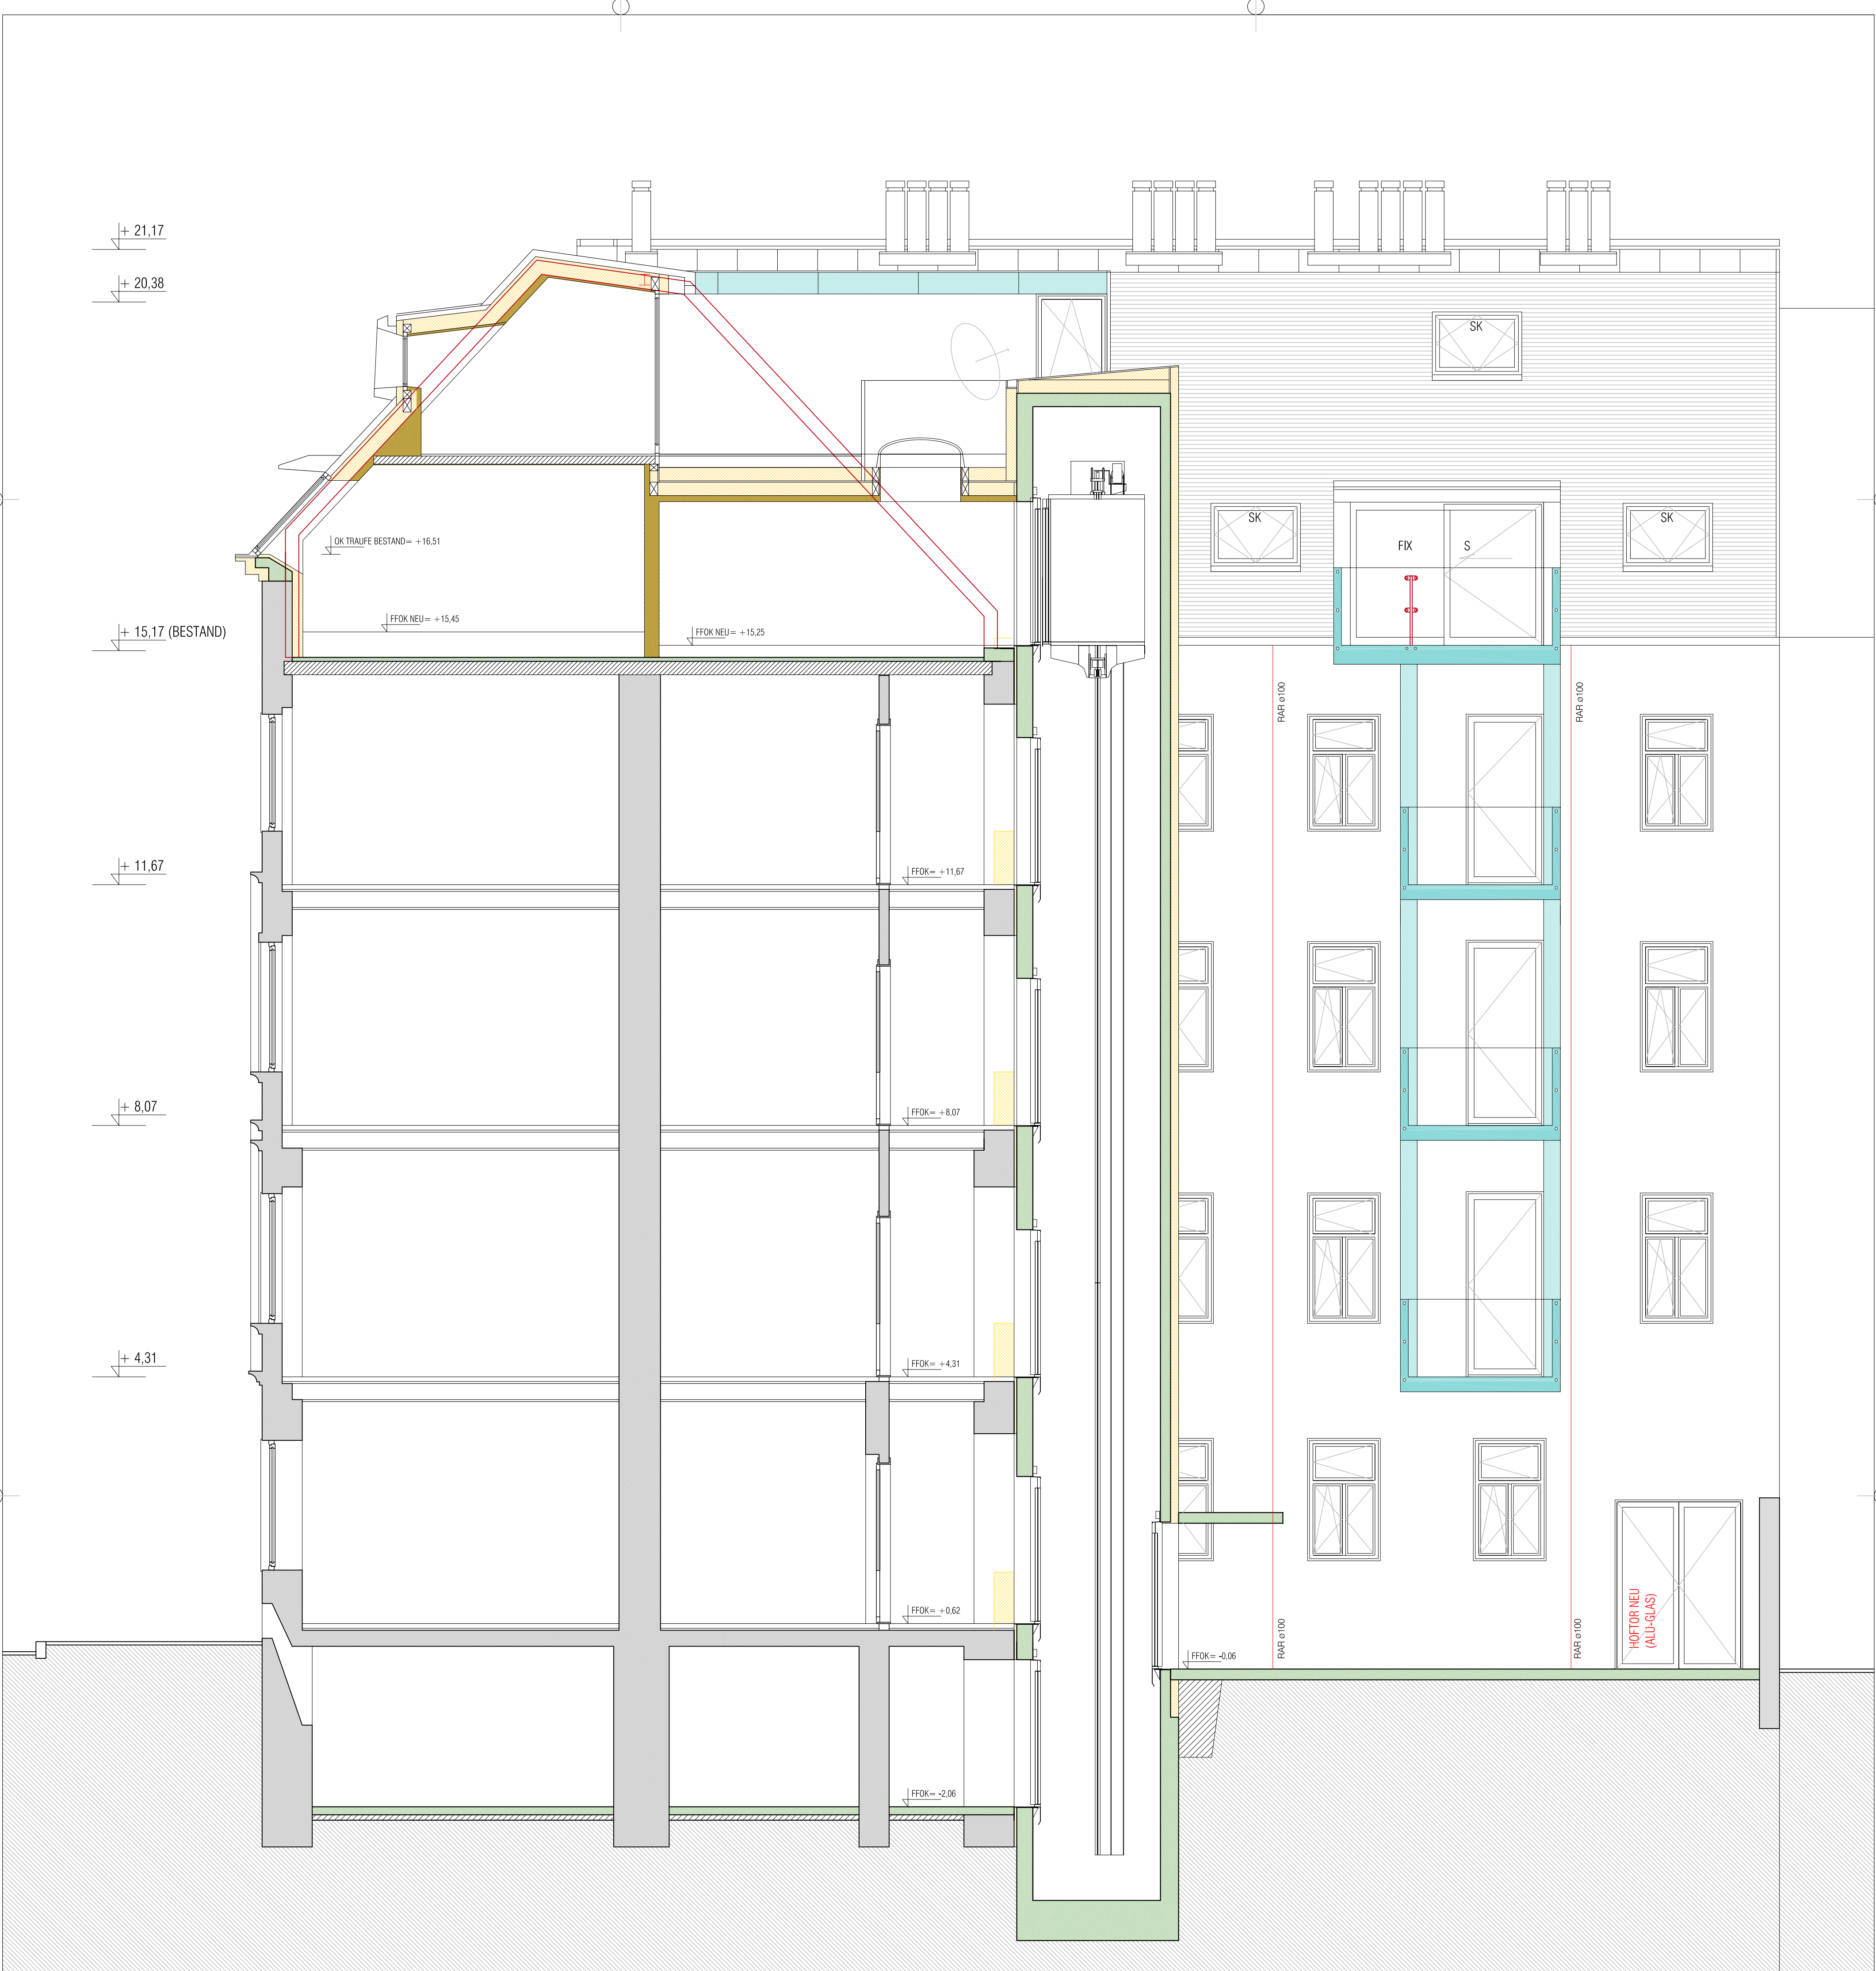 + 21,17
+ 20,38
SK
SK
SK
FIX
S
OK TRAUFE BESTAND= +16,51
+ 15,17 (BESTAND)
FFOK NEU= +15,45
FFOK NEU= +15,25
RAR ø100
RAR ø100
+ 11,67
FFOK= +11,67
+ 8,07
FFOK= +8,07
+ 4,31
FFOK= +4,31
FFOK= +0,62
RAR ø100
RAR ø100
HOFTOR NEU
(ALU-GLAS)
FFOK= -0,06
FFOK= -2,06